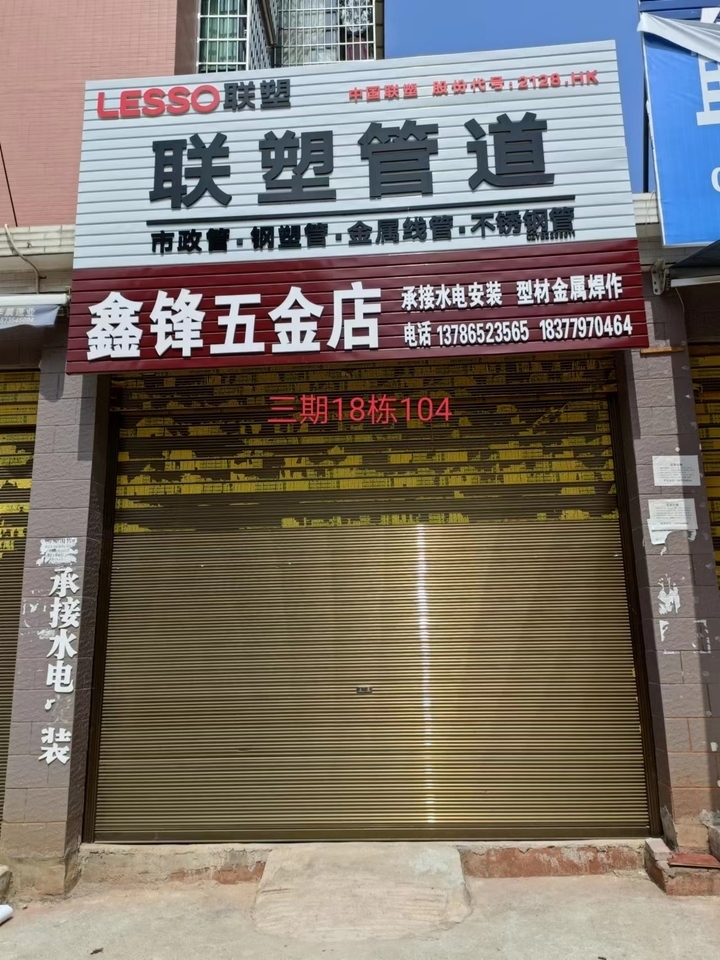 LESSO联塑
中国联塑 股份代号:2128.HK
联塑管道
市政管.钢塑管.金属线管.不锈钢管
鑫锋五金店
承接水电安装 型材金属焊作
电话 13786523565 18377970464
三期18栋104
承接水电
装